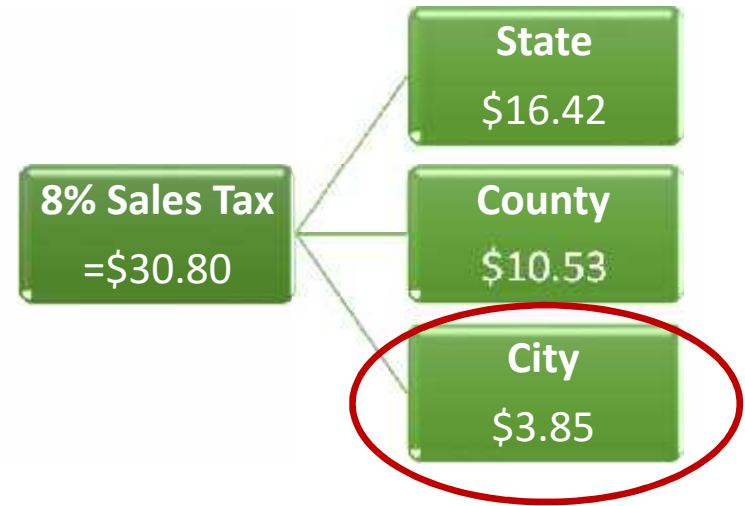 State
$16.42
8% Sales Tax
=$30.80
County
$10.53
City
$3.85